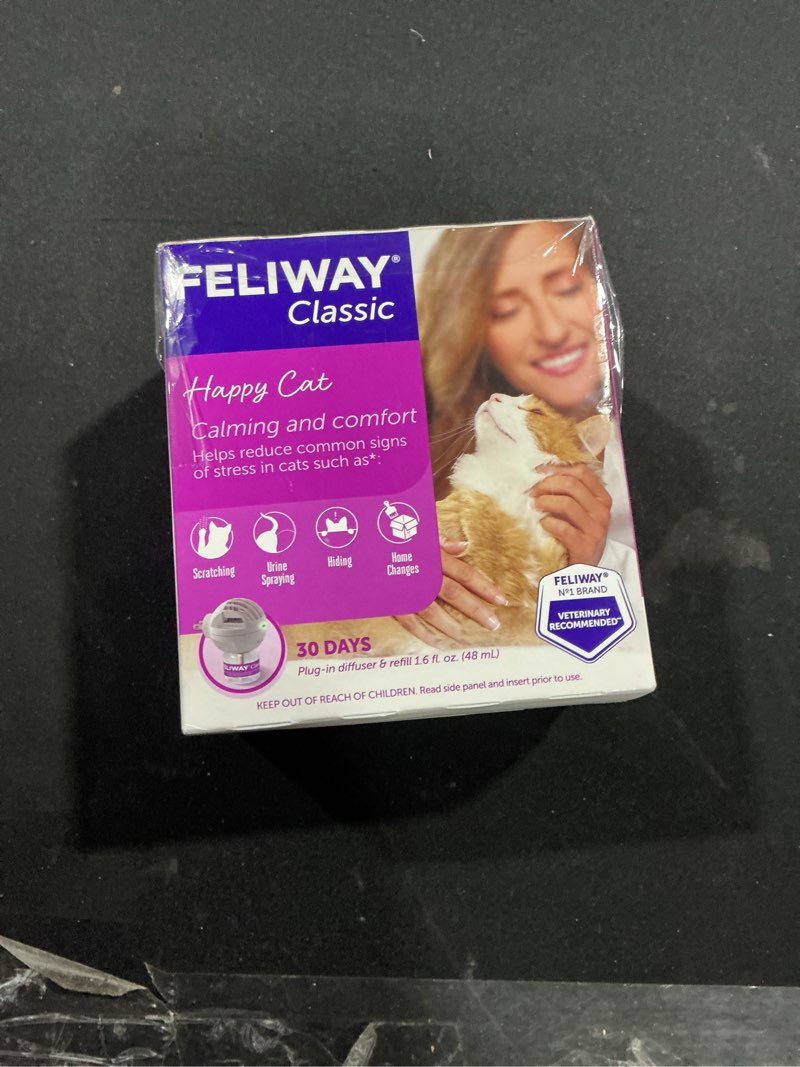 FELIWAY®
Classic
Happy Cat
Calming and comfort
Helps reduce common signs
of stress in cats such as*:
Scratching
Urine
Spraying
Hiding
Home
Changes
FELIWAY®
Nº1 BRAND
VETERINARY
RECOMMENDED**
30 DAYS
Plug-in diffuser & refill 1.6 fl. oz. (48 mL)
KEEP OUT OF REACH OF CHILDREN. Read side panel and insert prior to use.